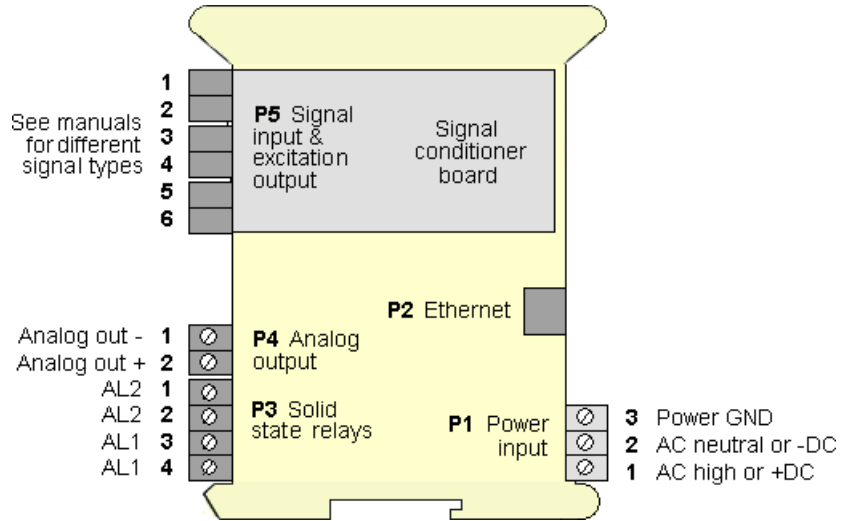 1
2
3
4
5
6
See manuals
for different
signal types
P5 Signal
input &
excitation
output
Signal
conditioner
board
P2 Ethernet
Analog out - 1
Analog out + 2
AL2 1
AL2 2
AL1 3
AL1 4
P4 Analog
output
P3 Solid
state relays
P1 Power
input
3 Power GND
2 AC neutral or -DC
1 AC high or +DC